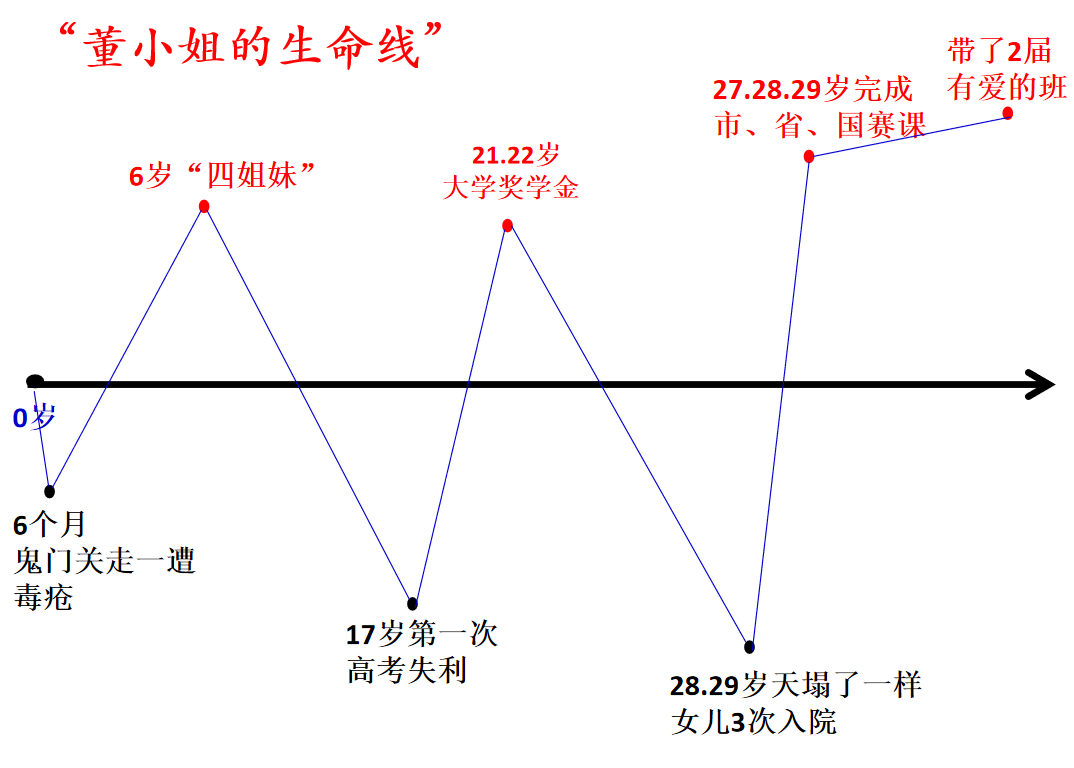 “董小姐的生命线”
带了2届
有爱的班
27.28.29岁完成
市、省、国赛课
21.22岁
大学奖学金
6岁“四姐妹”
0岁
6个月
鬼门关走一遭
毒疮
17岁第一次
高考失利
28.29岁天塌了一样
女儿3次入院